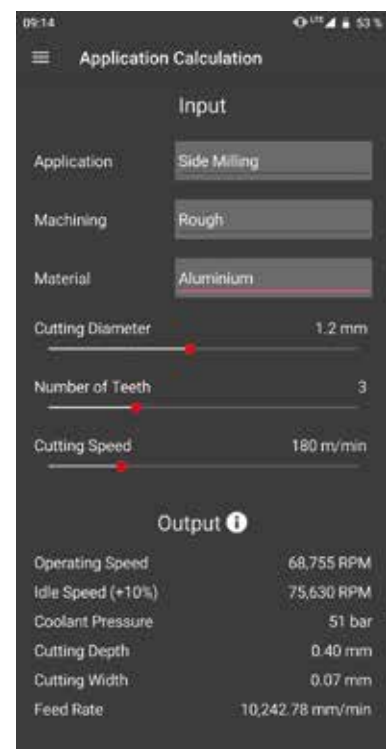 09:14 LTE 53 %
Application Calculation
Input
Application Side Milling
Machining Rough
Material Aluminium
Cutting Diameter 1.2 mm
Number of Teeth 3
Cutting Speed 180 m/min
Output i
Operating Speed 68,755 RPM
Idle Speed (+10%) 75,630 RPM
Coolant Pressure 51 bar
Cutting Depth 0.40 mm
Cutting Width 0.07 mm
Feed Rate 10,242.78 mm/min